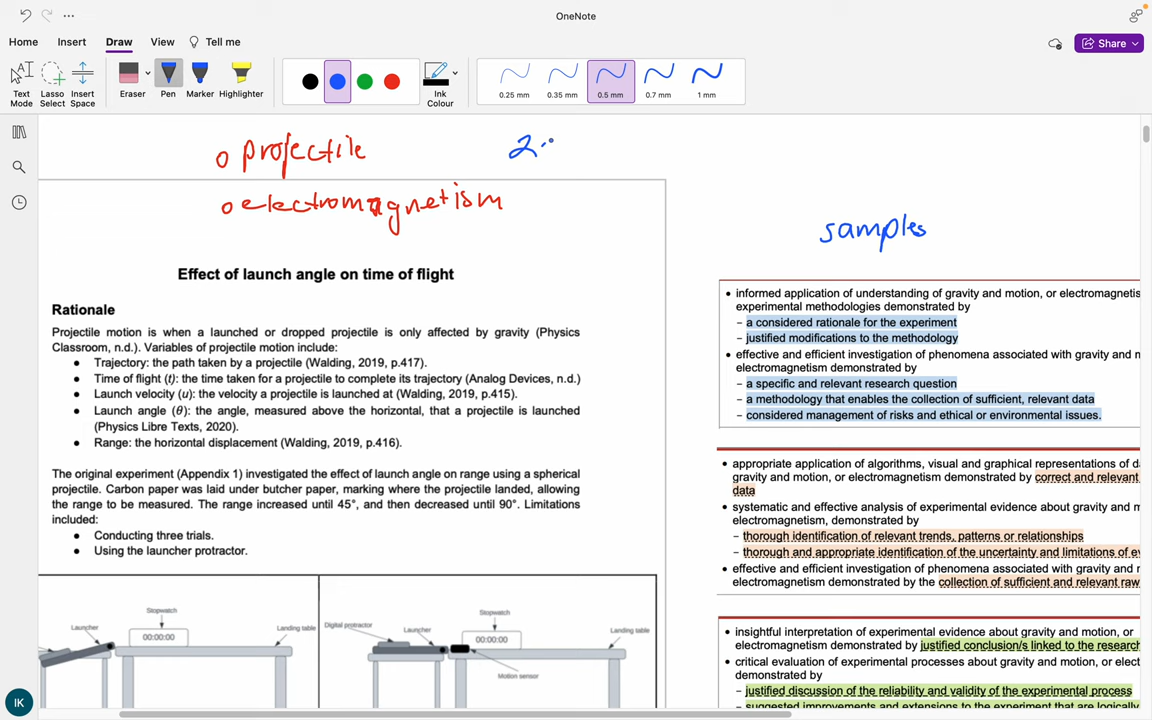 OneNote
Home Insert Draw View Tell me
Share
Text Mode
Lasso Select
Insert Space
Eraser
Pen
Marker
Highlighter
Ink Colour
0.25 mm
0.35 mm
0.5 mm
0.7 mm
1 mm
o projectile
2.
o electromagnetism
samples
Effect of launch angle on time of flight
Rationale
Projectile motion is when a launched or dropped projectile is only affected by gravity (Physics
Classroom, n.d.). Variables of projectile motion include:
• Trajectory: the path taken by a projectile (Walding, 2019, p.417).
• Time of flight (t): the time taken for a projectile to complete its trajectory (Analog Devices, n.d.)
• Launch velocity (u): the velocity a projectile is launched at (Walding, 2019, p.415).
• Launch angle (θ): the angle, measured above the horizontal, that a projectile is launched
(Physics Libre Texts, 2020).
• Range: the horizontal displacement (Walding, 2019, p.416).
The original experiment (Appendix 1) investigated the effect of launch angle on range using a spherical
projectile. Carbon paper was laid under butcher paper, marking where the projectile landed, allowing
the range to be measured. The range increased until 45°, and then decreased until 90°. Limitations
included:
• Conducting three trials.
• Using the launcher protractor.
Stopwatch
Launcher
00:00:00
Landing table
Stopwatch
Digital protractor
Launcher
00:00:00
Landing table
Motion sensor
• informed application of understanding of gravity and motion, or electromagnetis
experimental methodologies demonstrated by
– a considered rationale for the experiment
– justified modifications to the methodology
• effective and efficient investigation of phenomena associated with gravity and m
electromagnetism demonstrated by
– a specific and relevant research question
– a methodology that enables the collection of sufficient, relevant data
– considered management of risks and ethical or environmental issues.
• appropriate application of algorithms, visual and graphical representations of da
gravity and motion, or electromagnetism demonstrated by correct and relevant
data
• systematic and effective analysis of experimental evidence about gravity and m
electromagnetism, demonstrated by
– thorough identification of relevant trends, patterns or relationships
– thorough and appropriate identification of the uncertainty and limitations of ev
• effective and efficient investigation of phenomena associated with gravity and m
electromagnetism demonstrated by the collection of sufficient and relevant raw
• insightful interpretation of experimental evidence about gravity and motion, or
electromagnetism demonstrated by justified conclusion/s linked to the research
• critical evaluation of experimental processes about gravity and motion, or elect
demonstrated by
– justified discussion of the reliability and validity of the experimental process
– suggested improvements and extensions to the experiment that are logically
IK